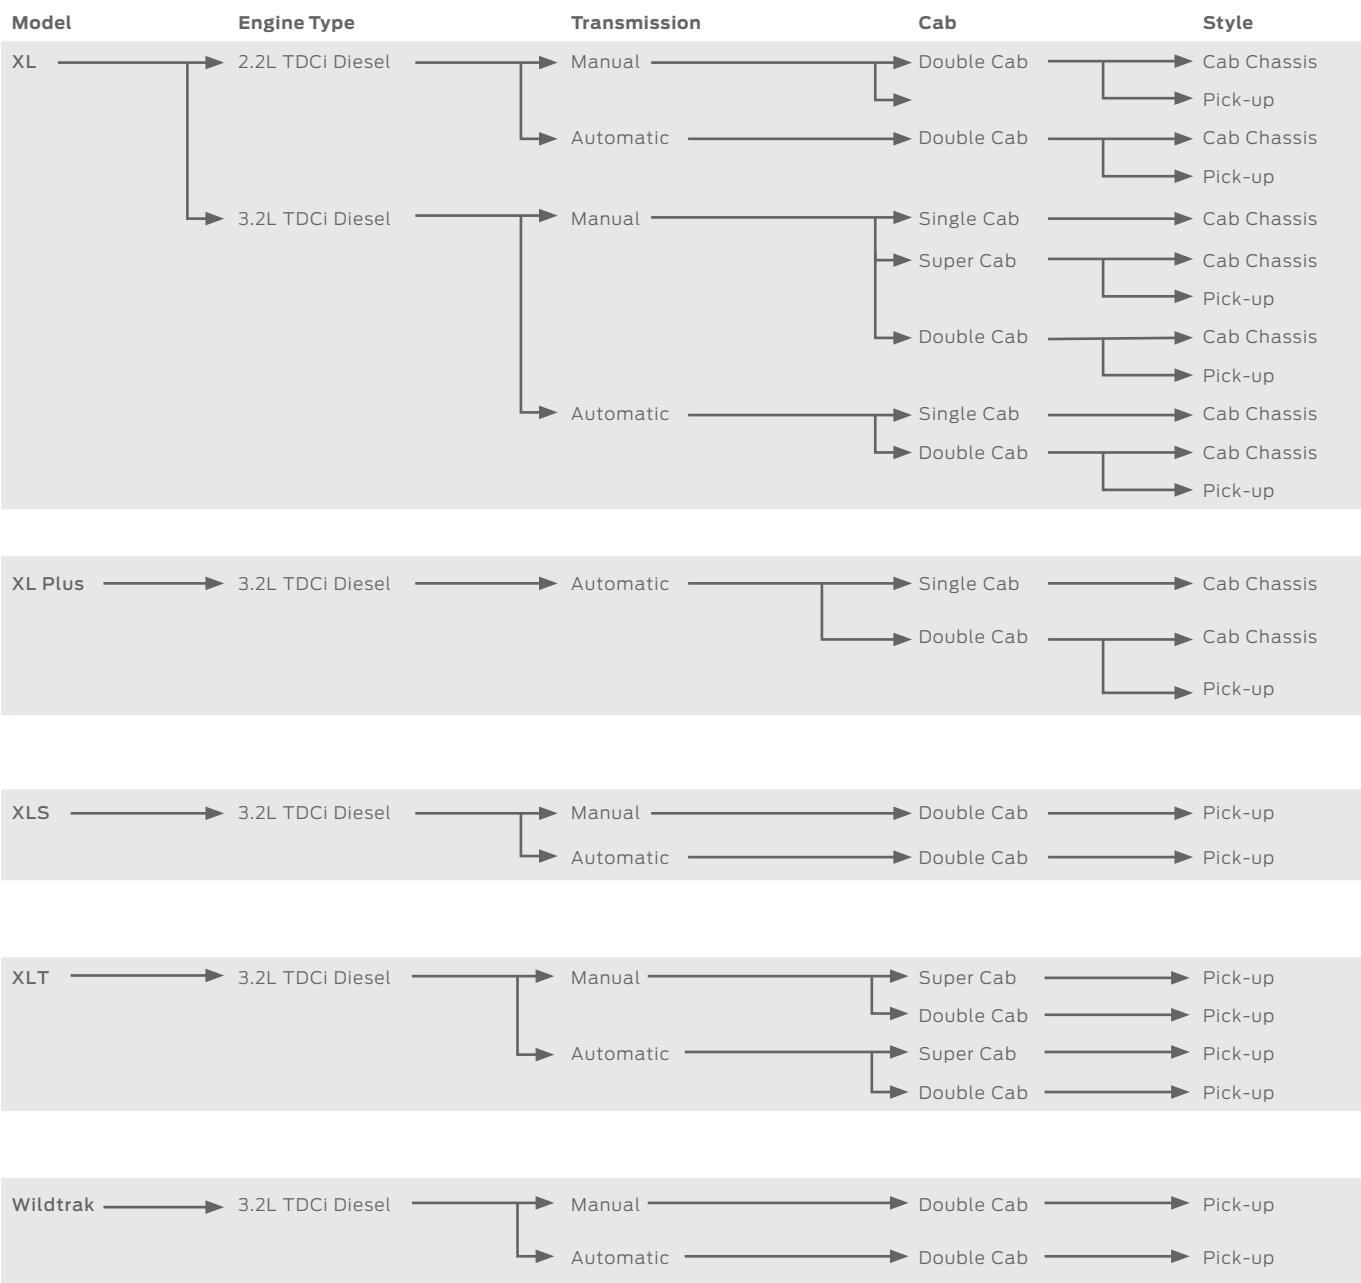 Model Engine Type Transmission Cab Style
XL 2.2L TDCi Diesel Manual Double Cab Cab Chassis
Pick-up
Automatic Double Cab Cab Chassis
Pick-up
3.2L TDCi Diesel Manual Single Cab Cab Chassis
Super Cab Cab Chassis
Pick-up
Double Cab Cab Chassis
Pick-up
Automatic Single Cab Cab Chassis
Double Cab Cab Chassis
Pick-up
XL Plus 3.2L TDCi Diesel Automatic Single Cab Cab Chassis
Double Cab Cab Chassis
Pick-up
XLS 3.2L TDCi Diesel Manual Double Cab Pick-up
Automatic Double Cab Pick-up
XLT 3.2L TDCi Diesel Manual Super Cab Pick-up
Double Cab Pick-up
Automatic Super Cab Pick-up
Double Cab Pick-up
Wildtrak 3.2L TDCi Diesel Manual Double Cab Pick-up
Automatic Double Cab Pick-up